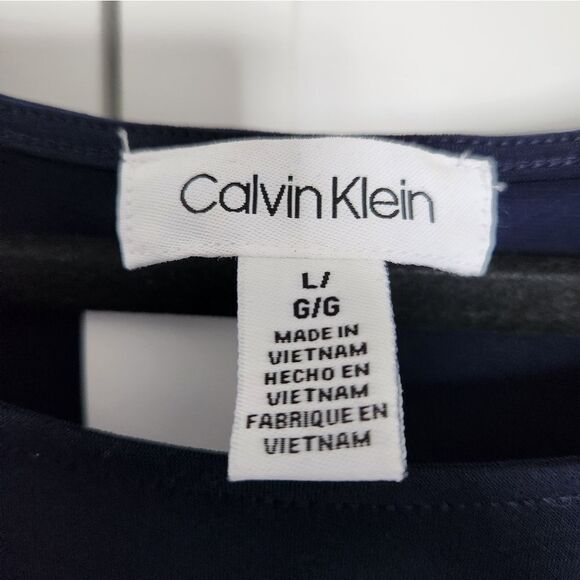 Calvin Klein
L/
G/G
MADE IN
VIETNAM
HECHO EN
VIETNAM
FABRIQUE EN
VIETNAM